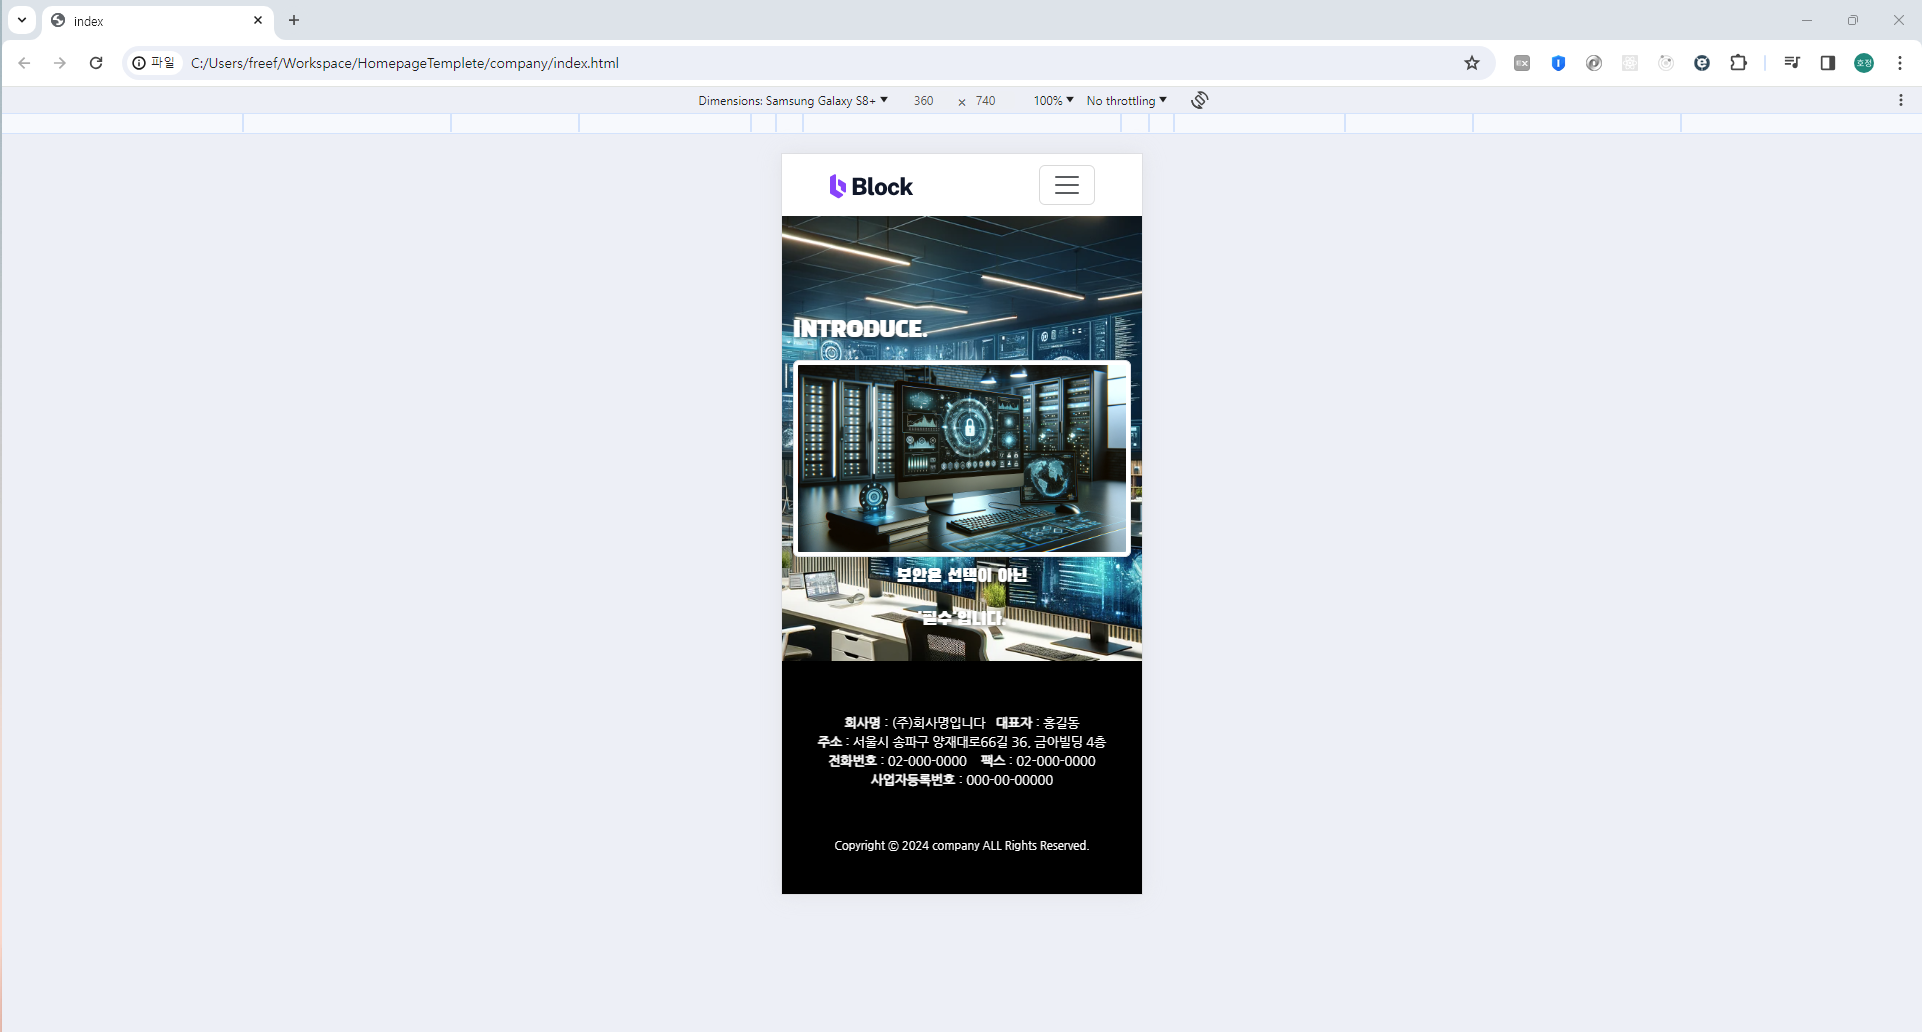 index
파일
C:/Users/freef/Workspace/HomepageTemplete/company/index.html
호정
Dimensions: Samsung Galaxy S8+ 360 × 740 100% No throttling
Block
INTRODUCE.
보안은 선택이 아닌
'필수'입니다.
회사명 : (주)회사명입니다 대표자 : 홍길동
주소 : 서울시 송파구 양재대로66길 36, 금아빌딩 4층
전화번호 : 02-000-0000 팩스 : 02-000-0000
사업자등록번호 : 000-00-00000
Copyright © 2024 company ALL Rights Reserved.